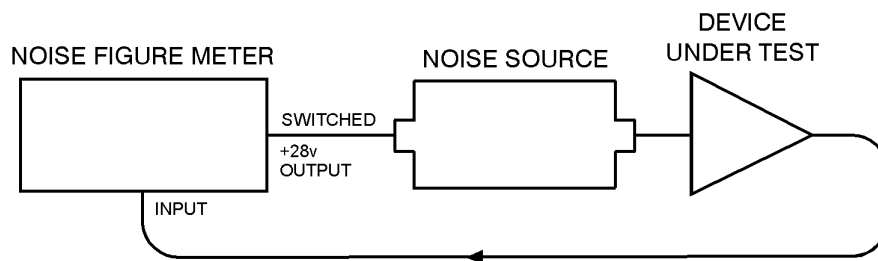 NOISE FIGURE METER
SWITCHED
+28v
OUTPUT
INPUT
NOISE SOURCE
DEVICE
UNDER TEST